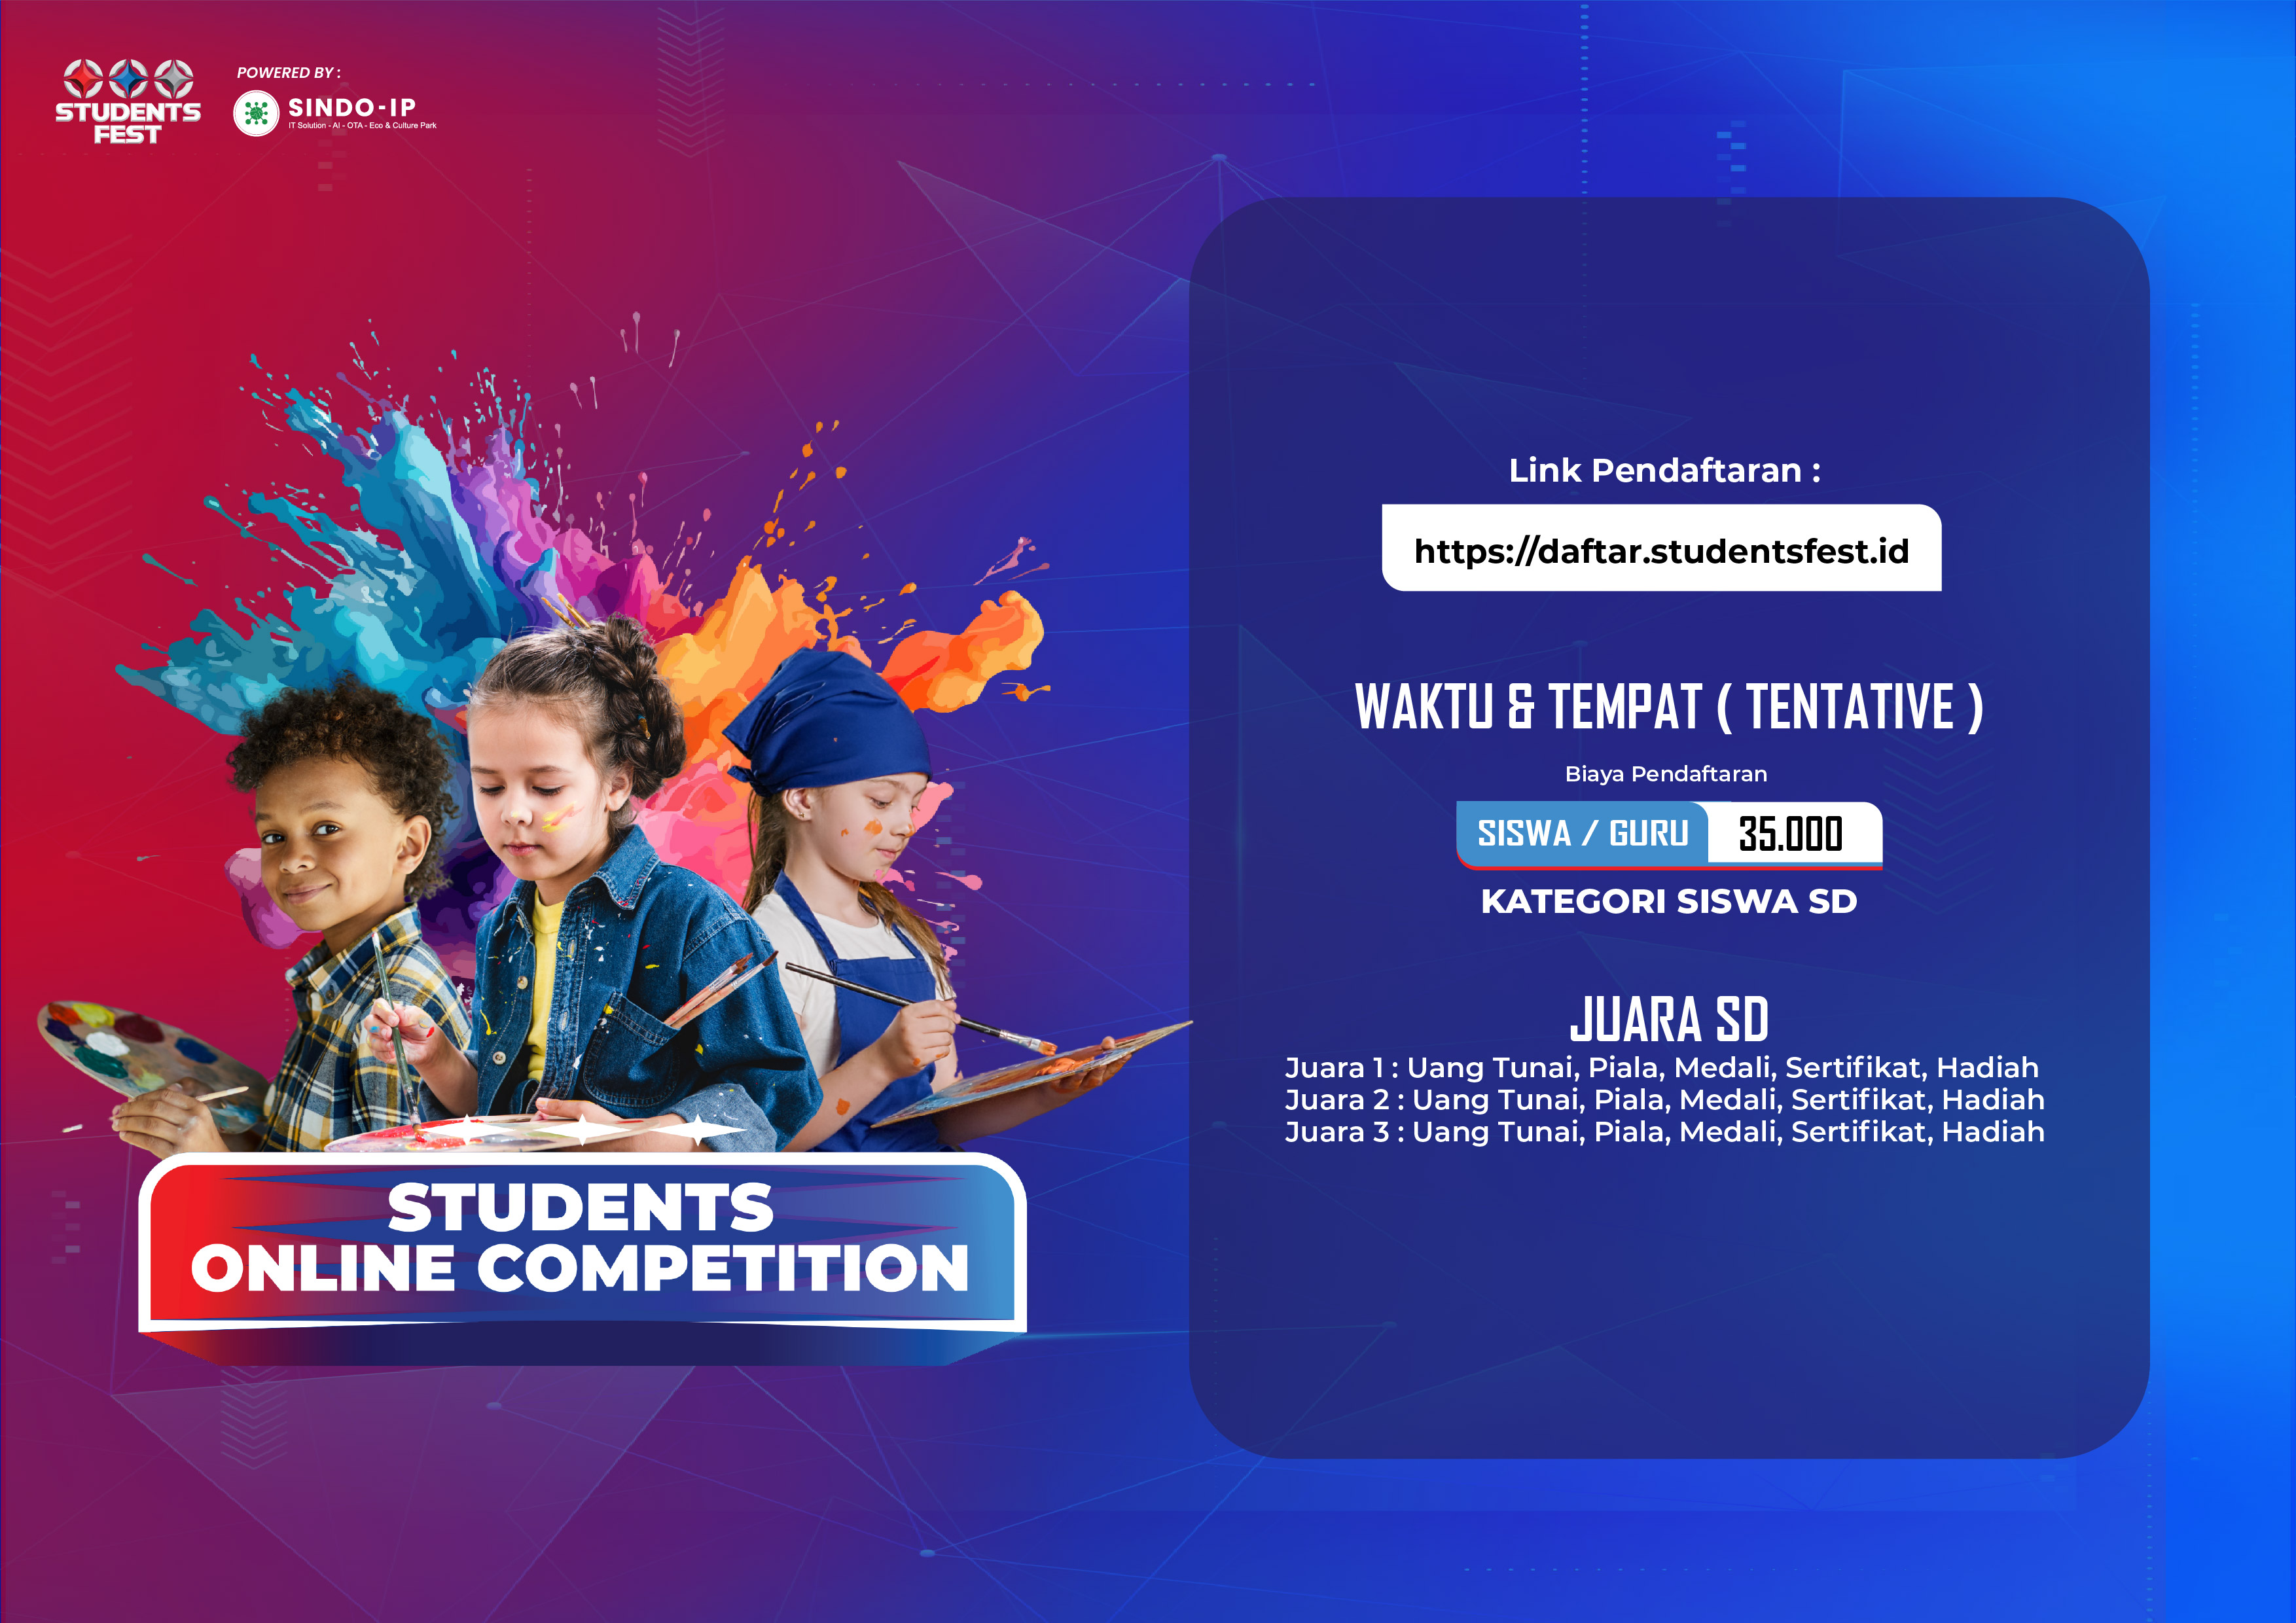 STUDENTS
FEST
POWERED BY :
SINDO-IP
IT Solution - AI - OTA - Eco & Culture Park
Link Pendaftaran :
https://daftar.studentsfest.id
WAKTU & TEMPAT ( TENTATIVE )
Biaya Pendaftaran
SISWA / GURU 35.000
KATEGORI SISWA SD
JUARA SD
Juara 1 : Uang Tunai, Piala, Medali, Sertifikat, Hadiah
Juara 2 : Uang Tunai, Piala, Medali, Sertifikat, Hadiah
Juara 3 : Uang Tunai, Piala, Medali, Sertifikat, Hadiah
STUDENTS
ONLINE COMPETITION